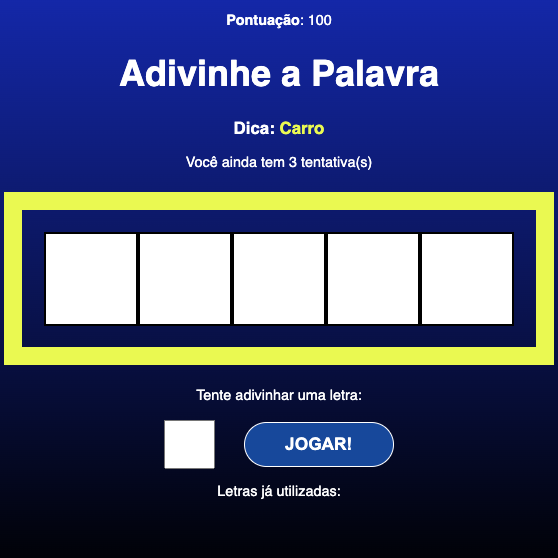 Pontuação: 100
Adivinhe a Palavra
Dica: Carro
Você ainda tem 3 tentativa(s)
Tente adivinhar uma letra:
JOGAR!
Letras já utilizadas: